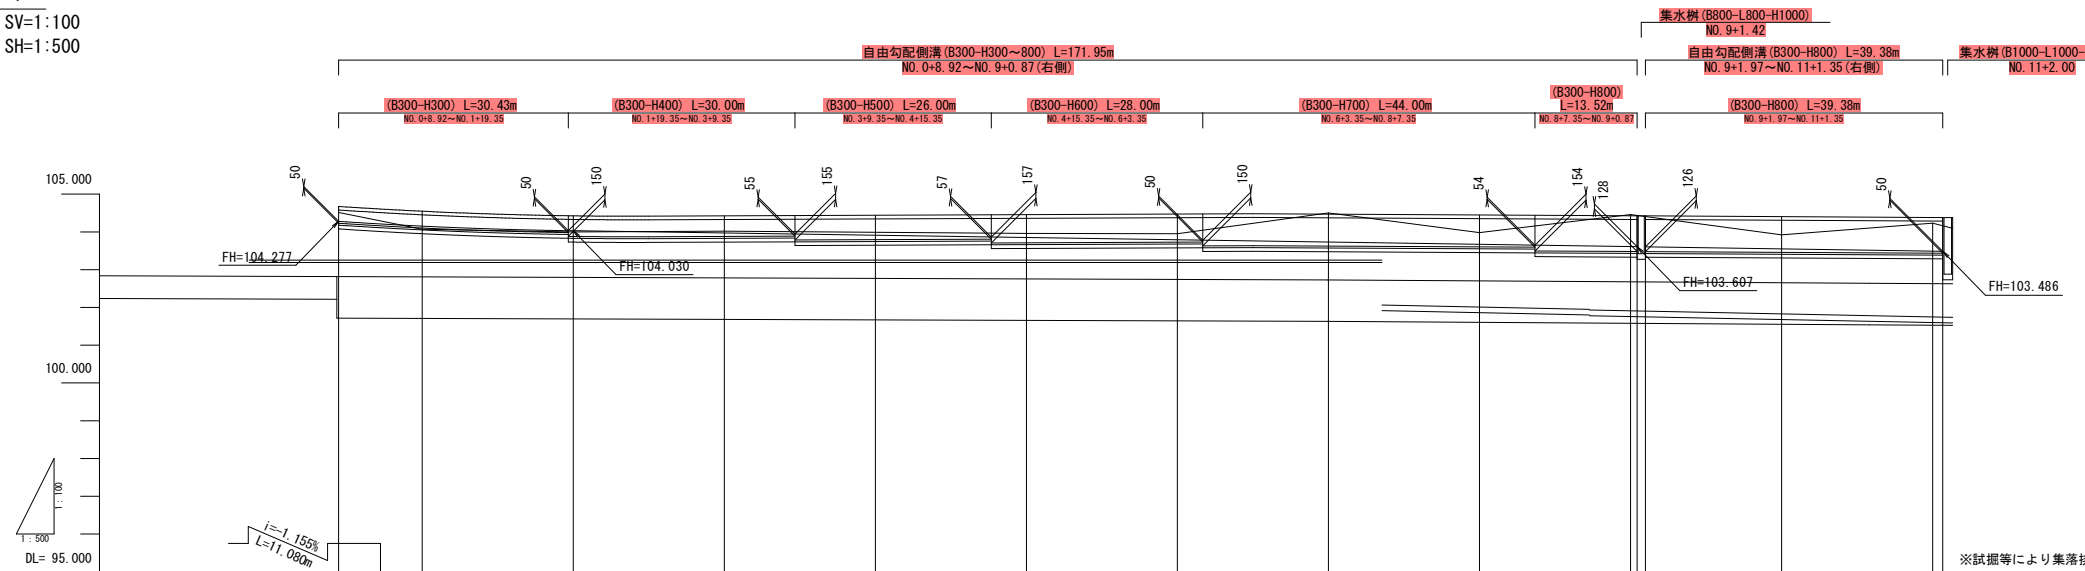 SV=1:100
SH=1:500
集水桝(B800-L800-H1000)
NO.9+1.42
自由勾配側溝(B300-H300～800) L=171.95m
NO.0+8.92～NO.9+0.87(右側)
自由勾配側溝(B300-H800) L=39.38m
NO.9+1.97～NO.11+1.35(右側)
集水桝(B1000-L1000-
NO.11+2.00
(B300-H300) L=30.43m
NO.0+8.92～NO.1+19.35
(B300-H400) L=30.00m
NO.1+19.35～NO.3+9.35
(B300-H500) L=26.00m
NO.3+9.35～NO.4+15.35
(B300-H600) L=28.00m
NO.4+15.35～NO.6+3.35
(B300-H700) L=44.00m
NO.6+3.35～NO.8+7.35
(B300-H800)
L=13.52m
NO.8+7.35～NO.9+0.87
(B300-H800) L=39.38m
NO.9+1.97～NO.11+1.35
50
50
150
55
155
57
157
50
150
54
154
128
126
50
105.000
FH=104.277
FH=104.030
FH=103.607
FH=103.486
100.000
1:100
1:500
i=-1.155%
L=11.080m
DL= 95.000
※試掘等により集落排